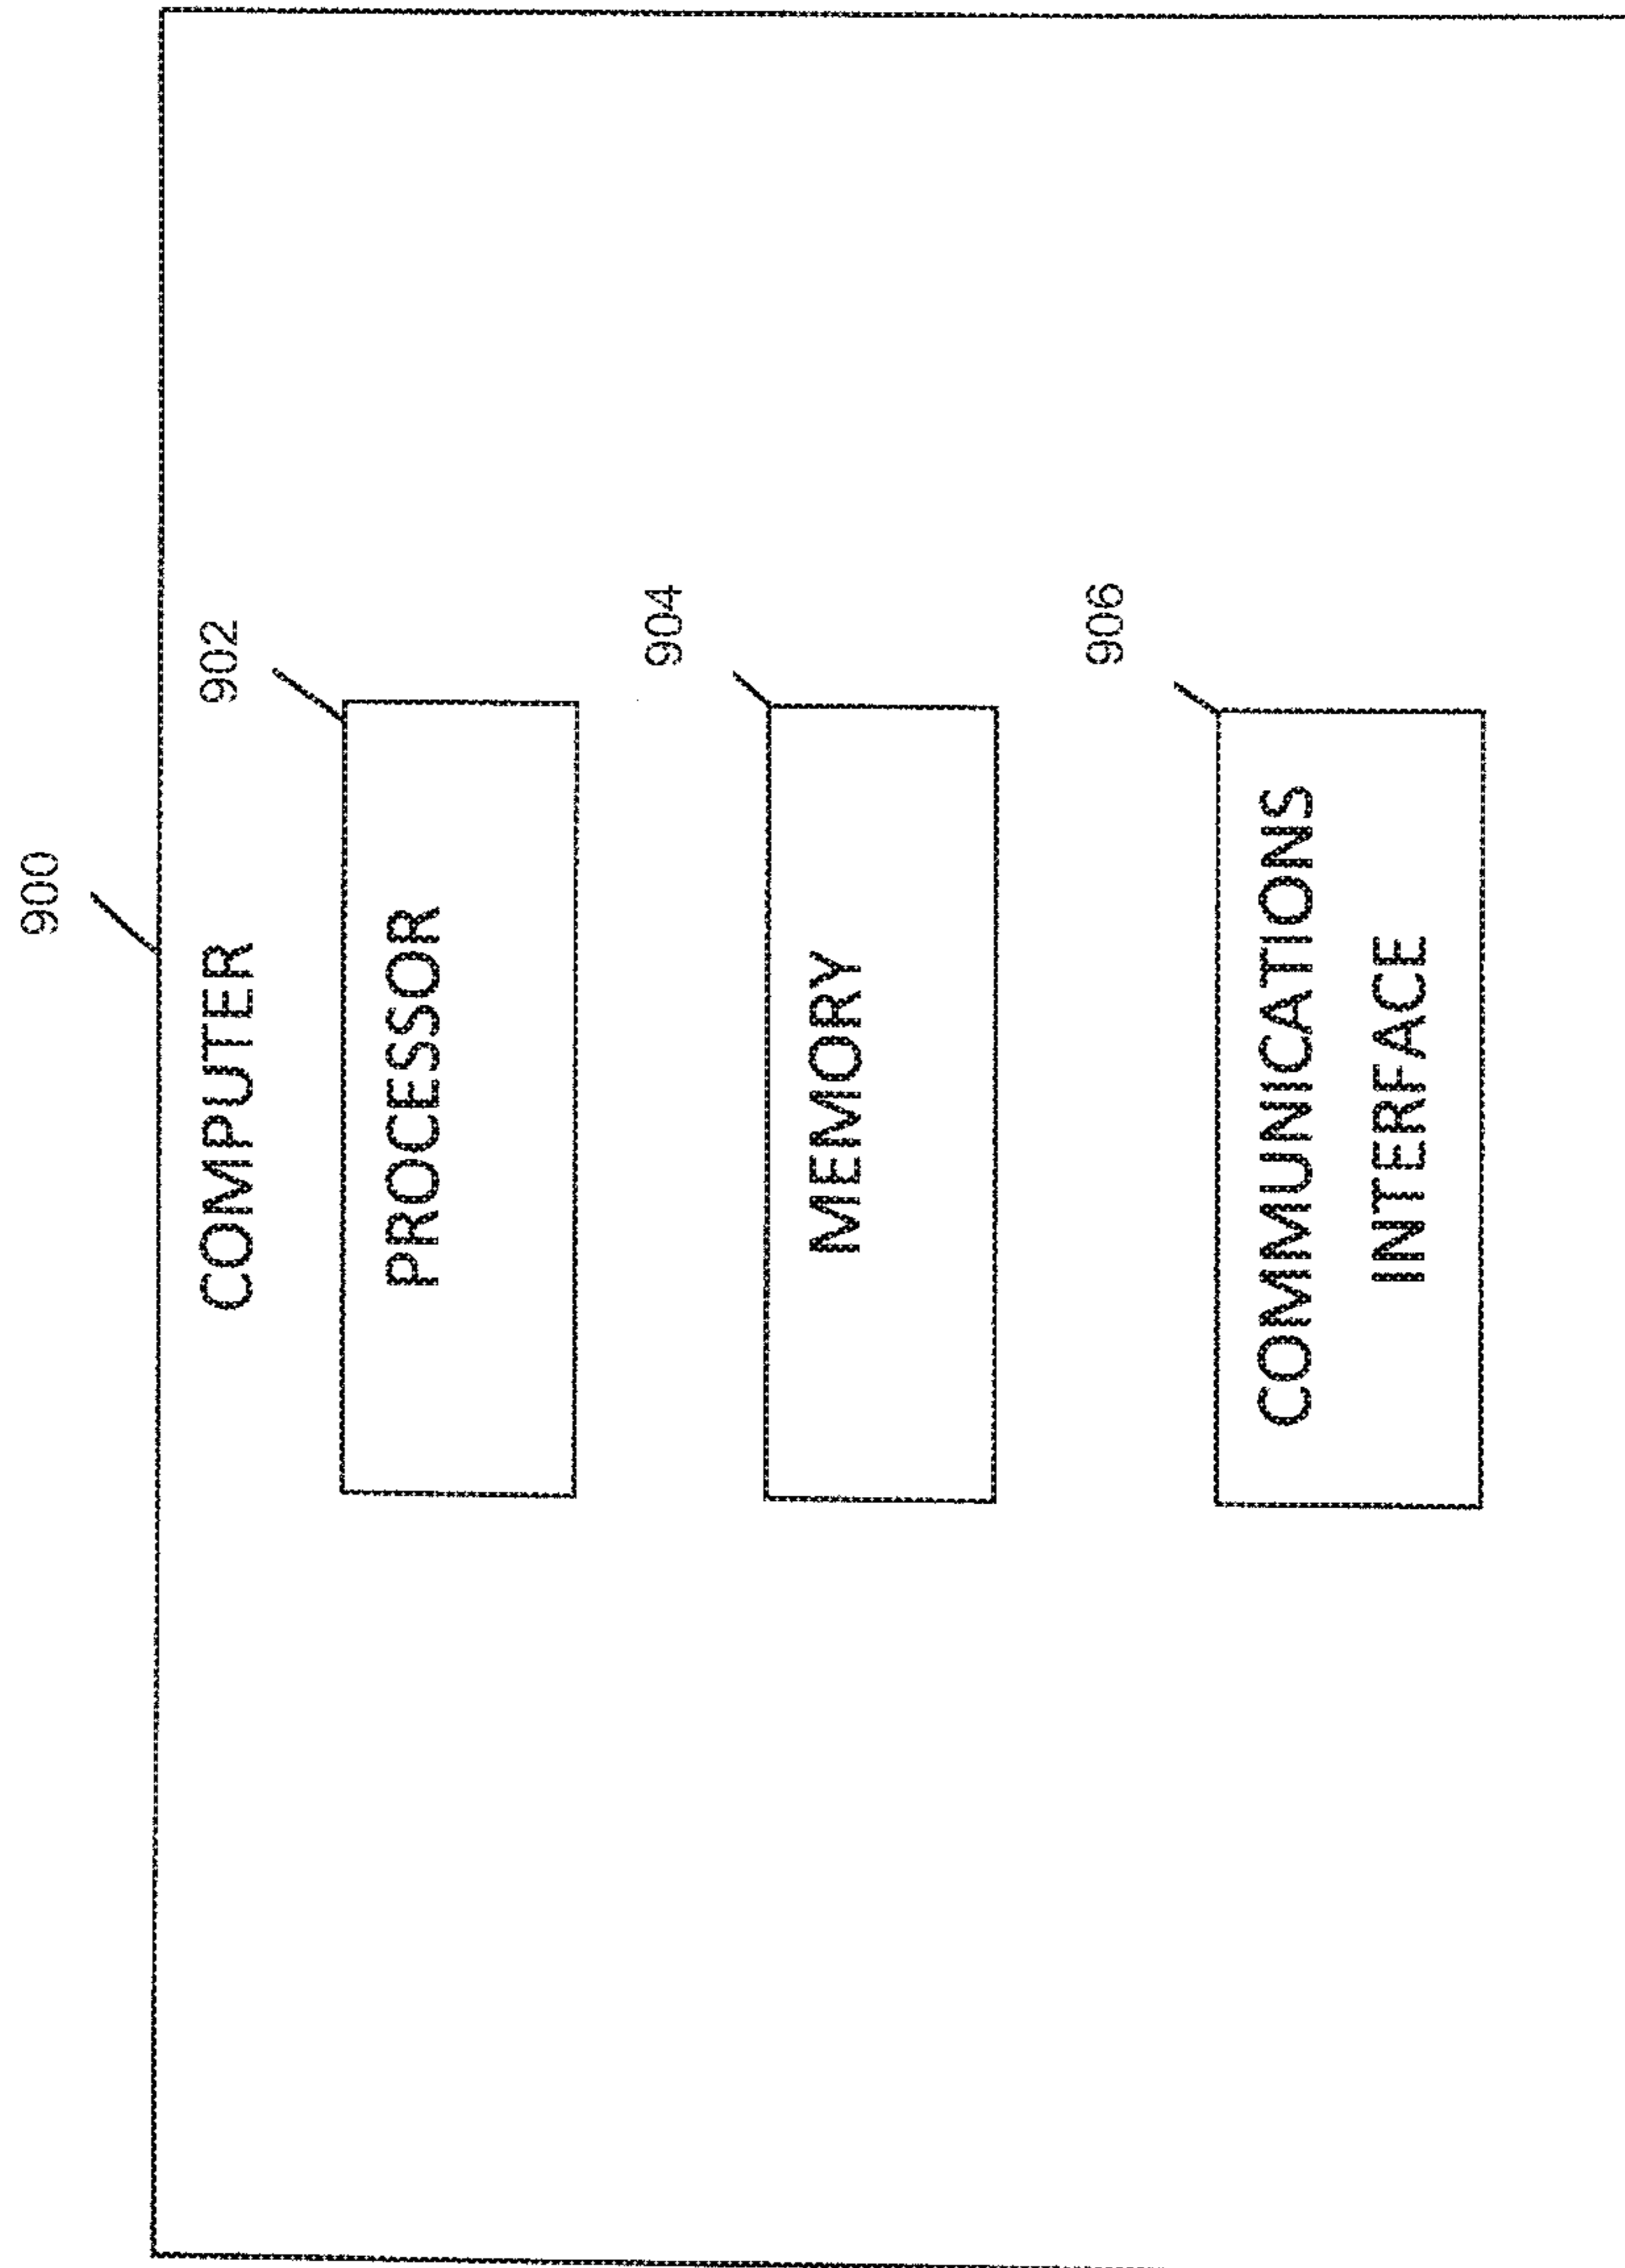 900
COMPUTER
902
PROCESSOR
904
MEMORY
906
COMMUNICATIONS
INTERFACE